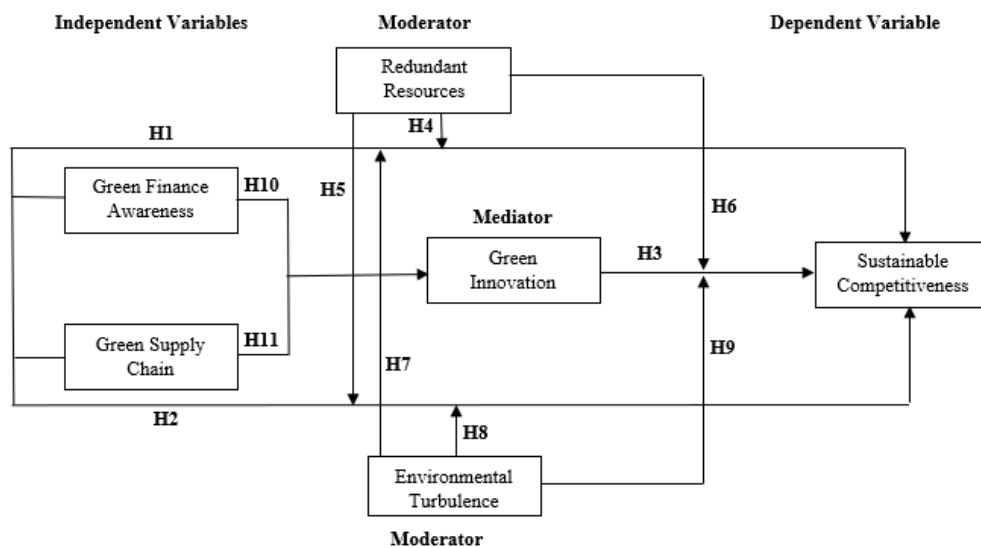 Independent Variables
Moderator
Dependent Variable
Redundant
Resources
H1
H4
Green Finance
Awareness
H10
H5
H6
Mediator
Green
Innovation
H3
Sustainable
Competitiveness
Green Supply
Chain
H11
H7
H9
H2
H8
Environmental
Turbulence
Moderator